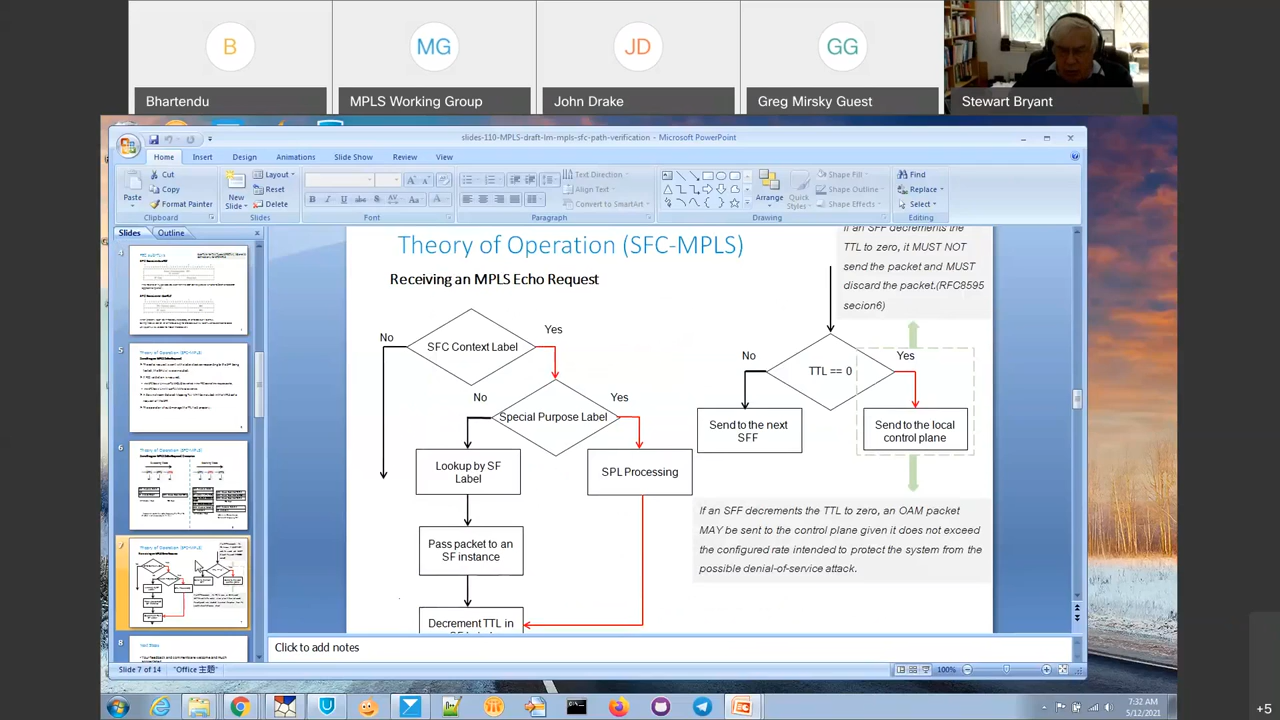 B
MG
JD
GG
Bhartendu
MPLS Working Group
John Drake
Greg Mirsky Guest
Stewart Bryant
slides-110-MPLS-draft-lm-mpls-sfc-path-verification - Microsoft PowerPoint
Home
Insert
Design
Animations
Slide Show
Review
View
Paste
Cut
Copy
Format Painter
Clipboard
New
Slide
Layout
Reset
Delete
Slides
Font
Text Direction
Align Text
Convert to SmartArt
Paragraph
Arrange
Quick
Styles
Shape Fill
Shape Outline
Shape Effects
Drawing
Find
Replace
Select
Editing
Slides
Outline
4
5
6
7
8
Theory of Operation (SFC-MPLS)
Receiving an MPLS Echo Request
If an SFF decrements the
TTL to zero, it MUST NOT
send the packet and MUST
discard the packet.(RFC8595
secion6)
No
SFC Context Label
Yes
No
Special Purpose Label
Yes
Lookup by SF
Label
SPL Processing
Pass packet to an
SF instance
Decrement TTL in
No
TTL == 0
Yes
Send to the next
SFF
Send to the local
control plane
If an SFF decrements the TTL to zero, an OAM packet
MAY be sent to the control plane given it does not exceed
the configured rate intended to protect the system from the
possible denial-of-service attack.
Click to add notes
Slide 7 of 14
"Office 主题"
100%
7:32 AM
5/12/2021
+5